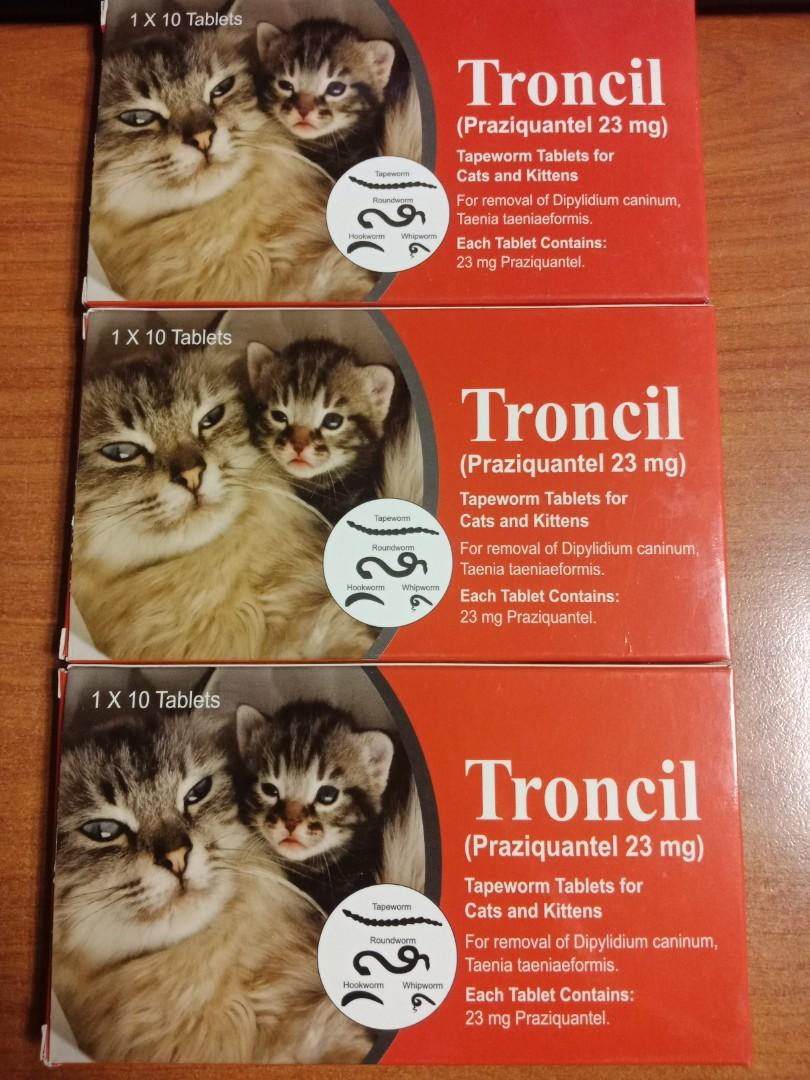 1 X 10 Tablets
Troncil
(Praziquantel 23 mg)
Tapeworm Tablets for
Cats and Kittens
For removal of Dipylidium caninum,
Taenia taeniaeformis.
Each Tablet Contains:
23 mg Praziquantel.
Tapeworm
Roundworm
Hookworm Whipworm
1 X 10 Tablets
Troncil
(Praziquantel 23 mg)
Tapeworm Tablets for
Cats and Kittens
For removal of Dipylidium caninum,
Taenia taeniaeformis.
Each Tablet Contains:
23 mg Praziquantel.
Tapeworm
Roundworm
Hookworm Whipworm
1 X 10 Tablets
Troncil
(Praziquantel 23 mg)
Tapeworm Tablets for
Cats and Kittens
For removal of Dipylidium caninum,
Taenia taeniaeformis.
Each Tablet Contains:
23 mg Praziquantel.
Tapeworm
Roundworm
Hookworm Whipworm